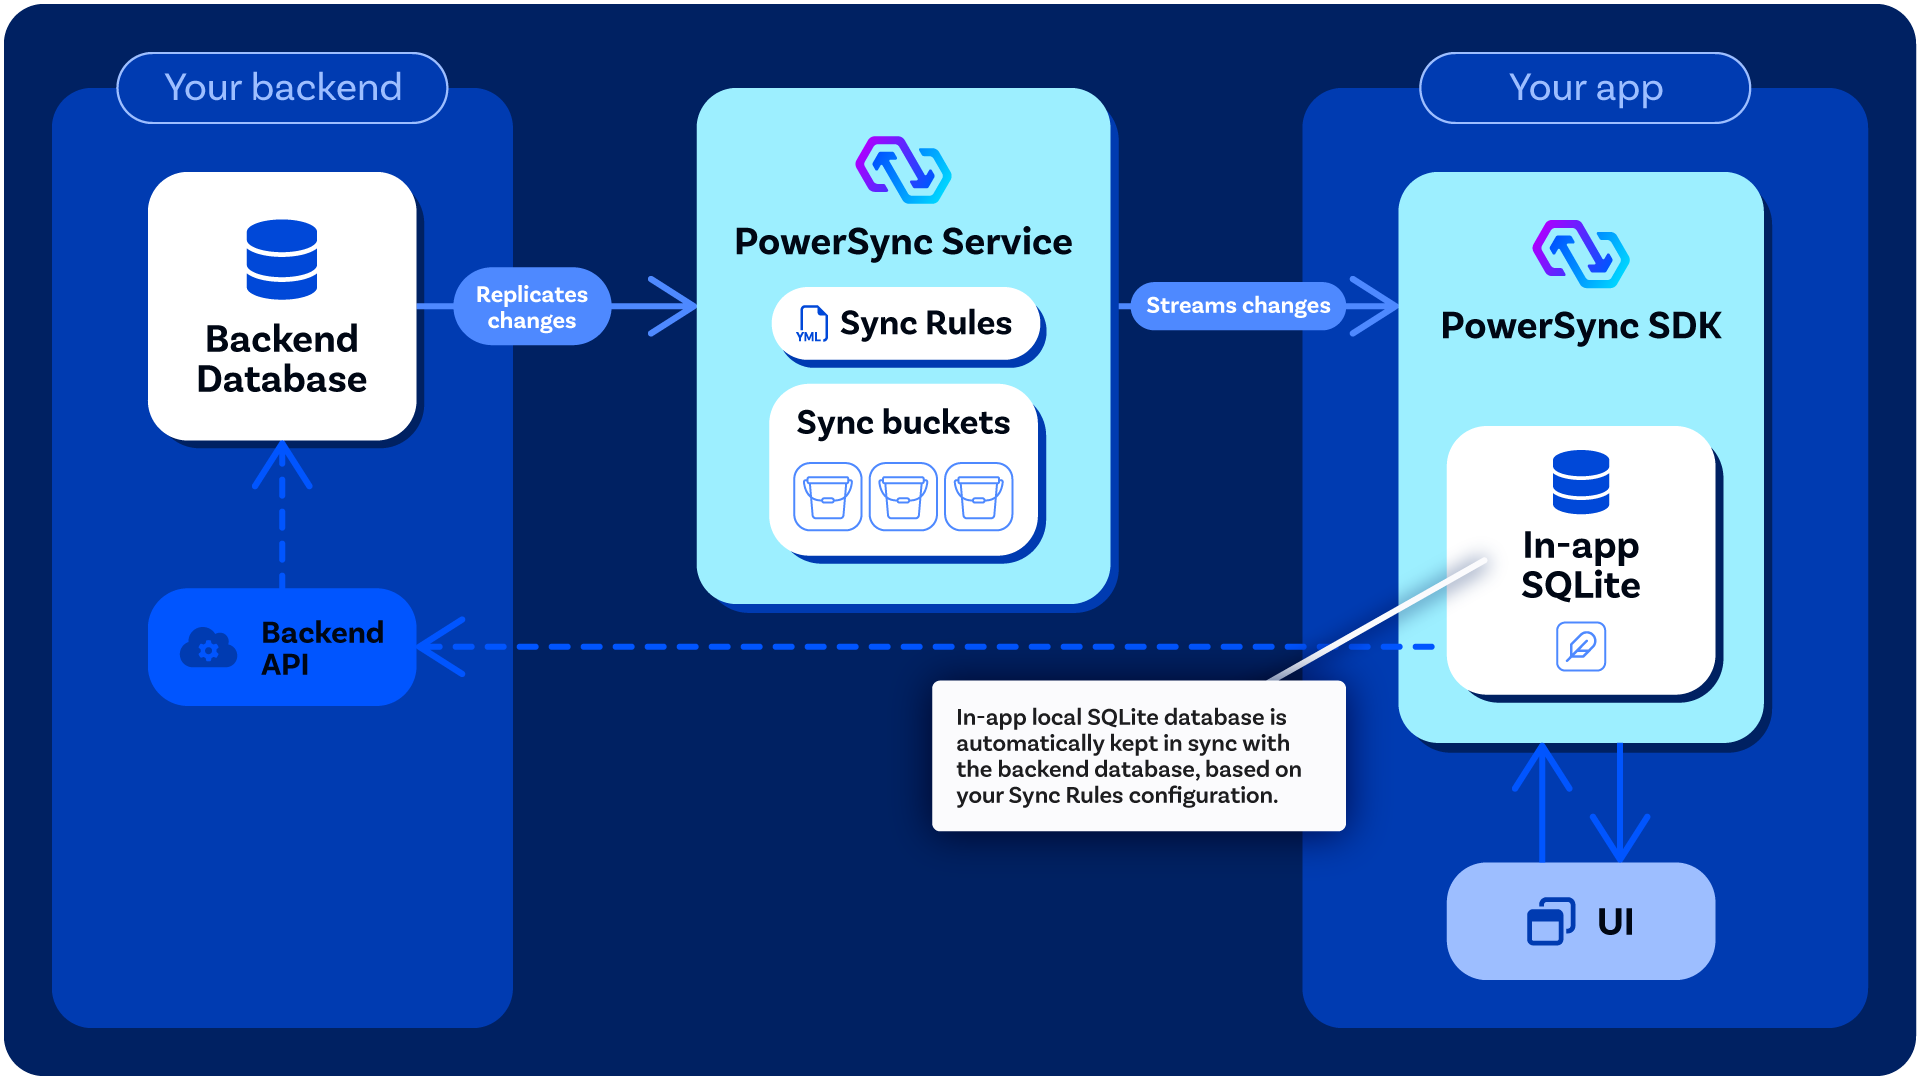 Your backend
Your app
Backend
Database
Replicates
changes
PowerSync Service
YML
Sync Rules
Sync buckets
Streams changes
PowerSync SDK
In-app
SQLite
Backend
API
In-app local SQLite database is
automatically kept in sync with
the backend database, based on
your Sync Rules configuration.
UI